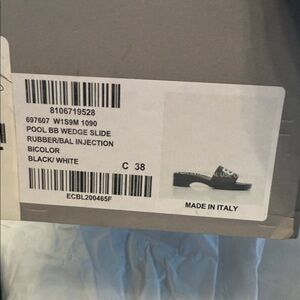 8106719528
697607 W1S9M 1090
POOL BB WEDGE SLIDE
RUBBER/BAL INJECTION
BICOLOR
BLACK/ WHITE
C 38
ECBL200465F
MADE IN ITALY